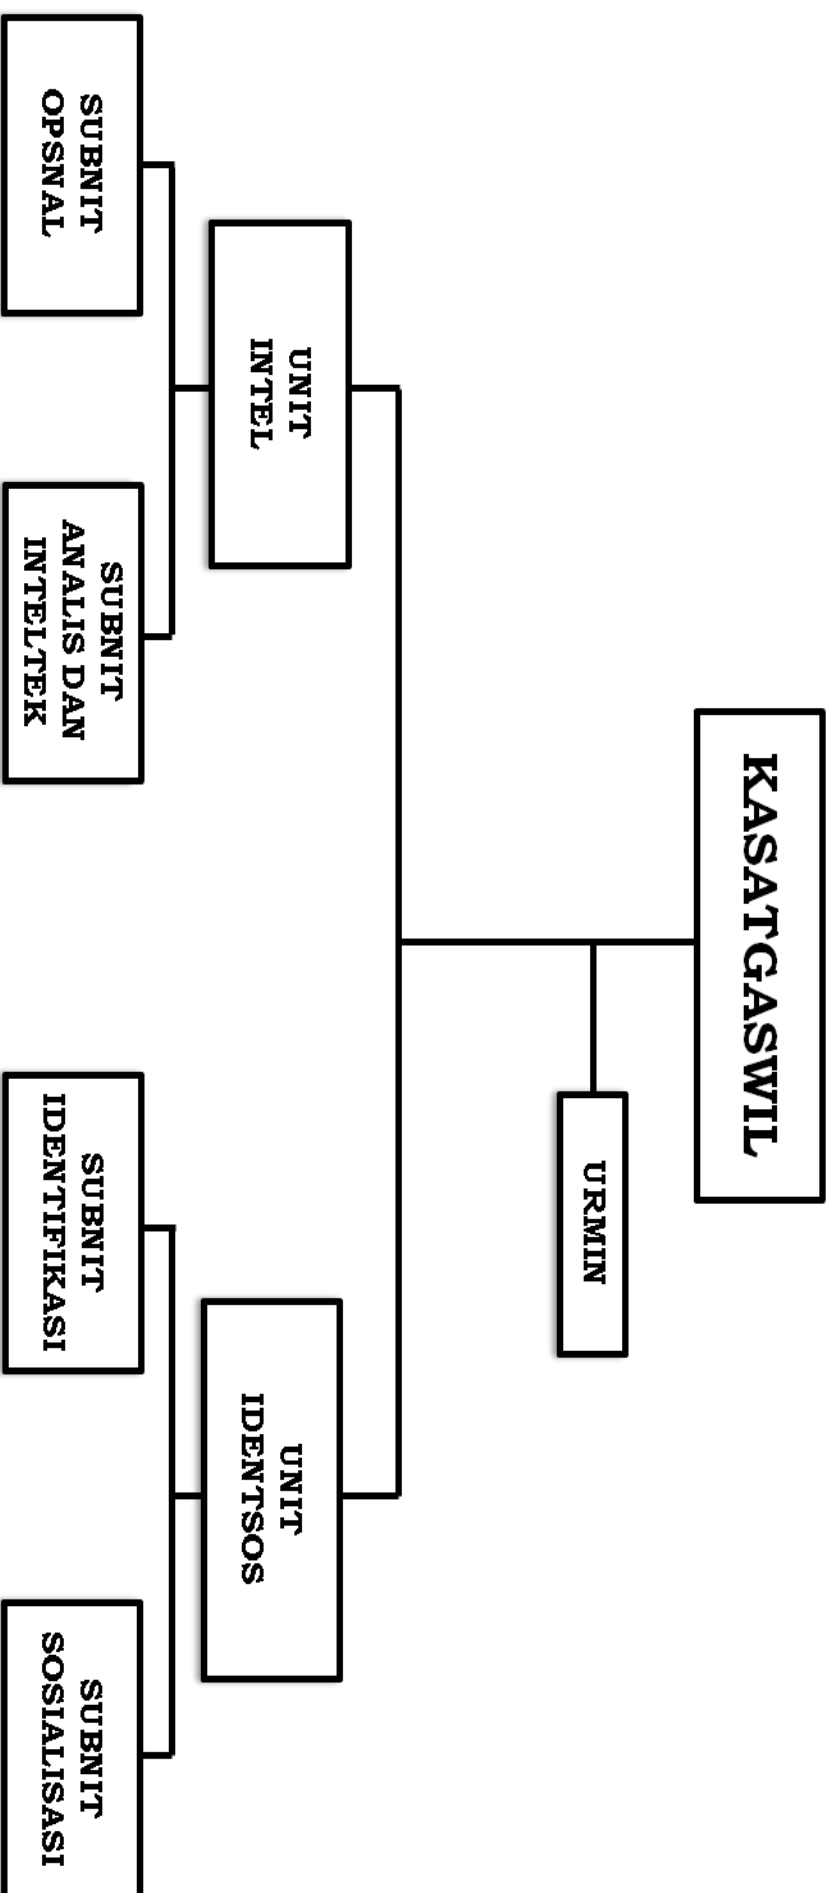 KASATGASWIL
URMIN
UNIT
INTEL
UNIT
IDENTSOS
SUBNIT
OPSNAL
SUBNIT
ANALIS DAN
INTELTEK
SUBNIT
IDENTIFIKASI
SUBNIT
SOSIALISASI